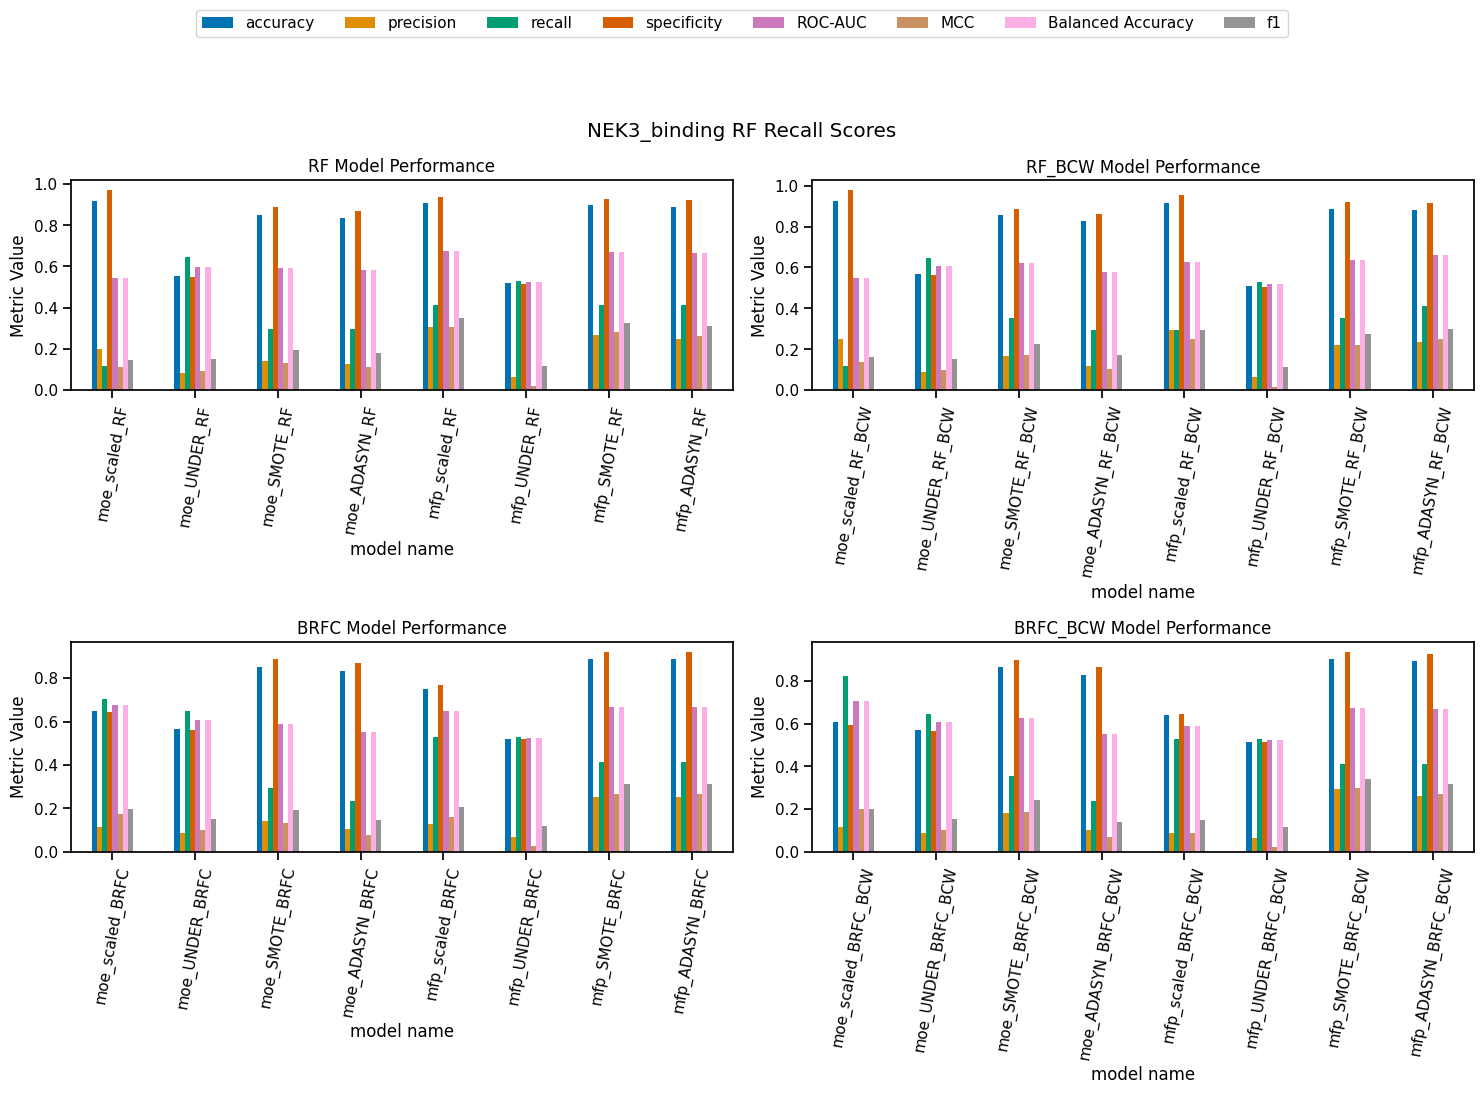 accuracy precision recall specificity ROC-AUC MCC Balanced Accuracy f1
NEK3_binding RF Recall Scores
RF Model Performance
Metric Value
1.0
0.8
0.6
0.4
0.2
0.0
moe_scaled_RF
moe_UNDER_RF
moe_SMOTE_RF
moe_ADASYN_RF
mfp_scaled_RF
mfp_UNDER_RF
mfp_SMOTE_RF
mfp_ADASYN_RF
model name
RF_BCW Model Performance
Metric Value
1.0
0.8
0.6
0.4
0.2
0.0
moe_scaled_RF_BCW
moe_UNDER_RF_BCW
moe_SMOTE_RF_BCW
moe_ADASYN_RF_BCW
mfp_scaled_RF_BCW
mfp_UNDER_RF_BCW
mfp_SMOTE_RF_BCW
mfp_ADASYN_RF_BCW
model name
BRFC Model Performance
Metric Value
0.8
0.6
0.4
0.2
0.0
moe_scaled_BRFC
moe_UNDER_BRFC
moe_SMOTE_BRFC
moe_ADASYN_BRFC
mfp_scaled_BRFC
mfp_UNDER_BRFC
mfp_SMOTE_BRFC
mfp_ADASYN_BRFC
model name
BRFC_BCW Model Performance
Metric Value
0.8
0.6
0.4
0.2
0.0
moe_scaled_BRFC_BCW
moe_UNDER_BRFC_BCW
moe_SMOTE_BRFC_BCW
moe_ADASYN_BRFC_BCW
mfp_scaled_BRFC_BCW
mfp_UNDER_BRFC_BCW
mfp_SMOTE_BRFC_BCW
mfp_ADASYN_BRFC_BCW
model name